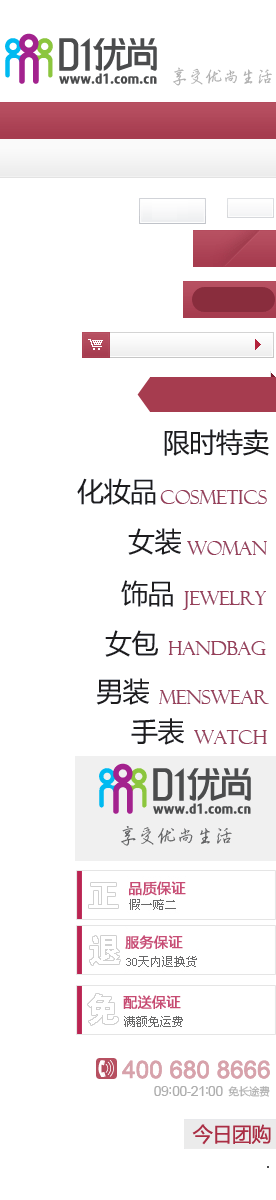 D1优尚
www.d1.com.cn 享受优尚生活
限时特卖
化妆品 COSMETICS
女装 WOMAN
饰品 JEWELRY
女包 HANDBAG
男装 MENSWEAR
手表 WATCH
D1优尚
www.d1.com.cn
享受优尚生活
正 品质保证
假一赔二
退 服务保证
30天内退换货
免 配送保证
满额免运费
400 680 8666
09:00-21:00 免长途费
今日团购